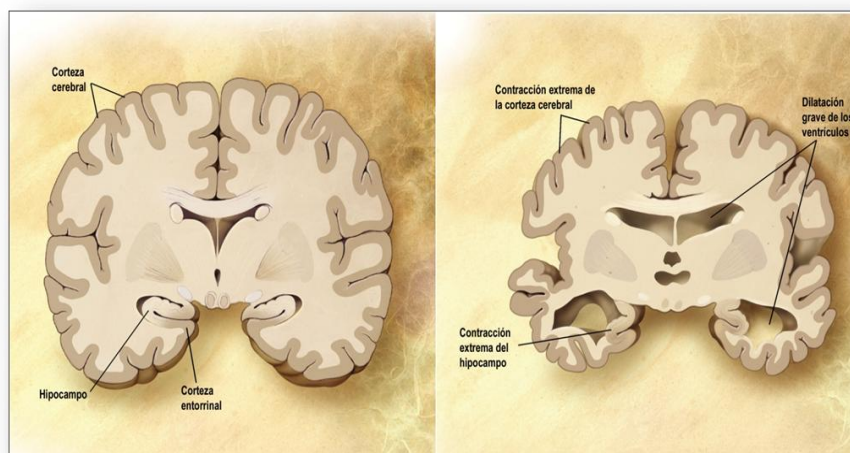 Corteza
cerebral
Hipocampo
Corteza
entorrinal
Contracción extrema de
la corteza cerebral
Dilatación
grave de los
ventrículos
Contracción
extrema del
hipocampo